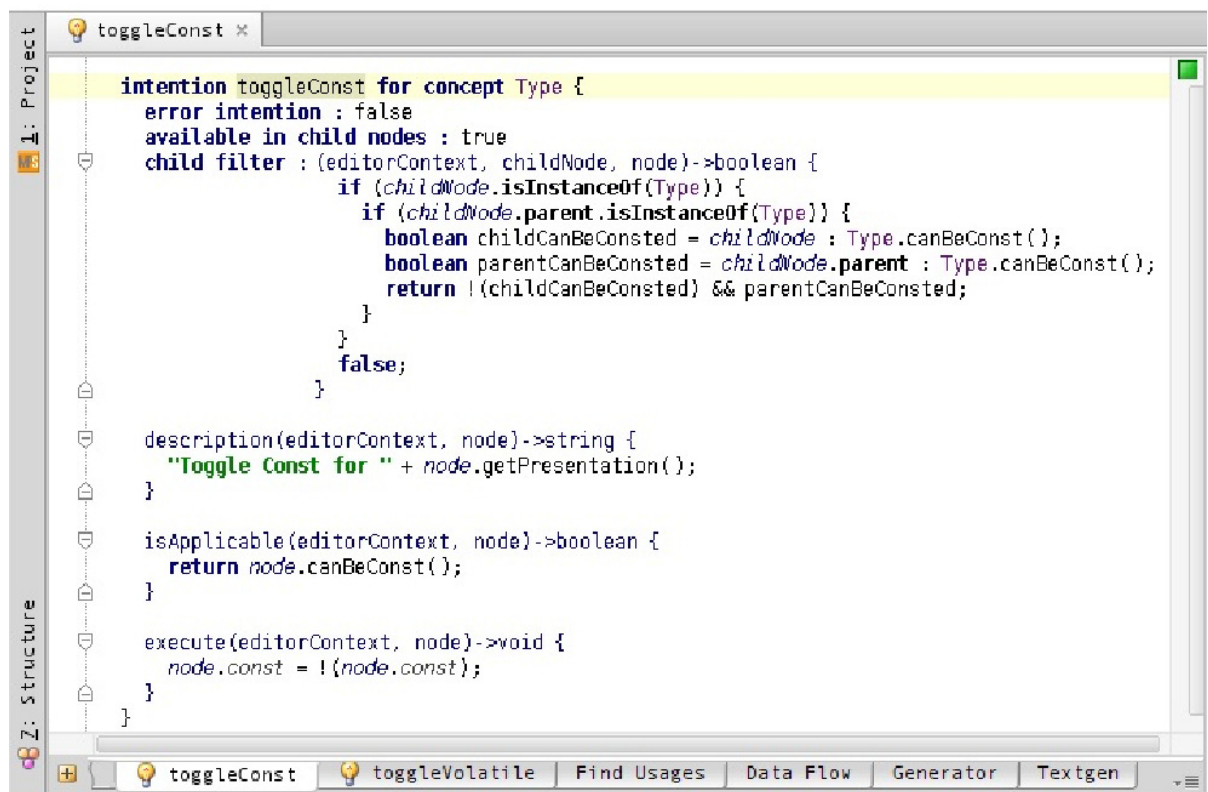 toggleConst ×
1: Project
intention toggleConst for concept Type {
error intention : false
available in child nodes : true
child filter : (editorContext, childNode, node)->boolean {
if (childNode.isInstanceOf(Type)) {
if (childNode.parent.isInstanceOf(Type)) {
boolean childCanBeConsted = childNode : Type.canBeConst();
boolean parentCanBeConsted = childNode.parent : Type.canBeConst();
return !(childCanBeConsted) && parentCanBeConsted;
}
}
false;
}
description(editorContext, node)->string {
"Toggle Const for " + node.getPresentation();
}
isApplicable(editorContext, node)->boolean {
return node.canBeConst();
}
execute(editorContext, node)->void {
node.const = !(node.const);
}
}
7: Structure
toggleConst
toggleVolatile
Find Usages
Data Flow
Generator
Textgen